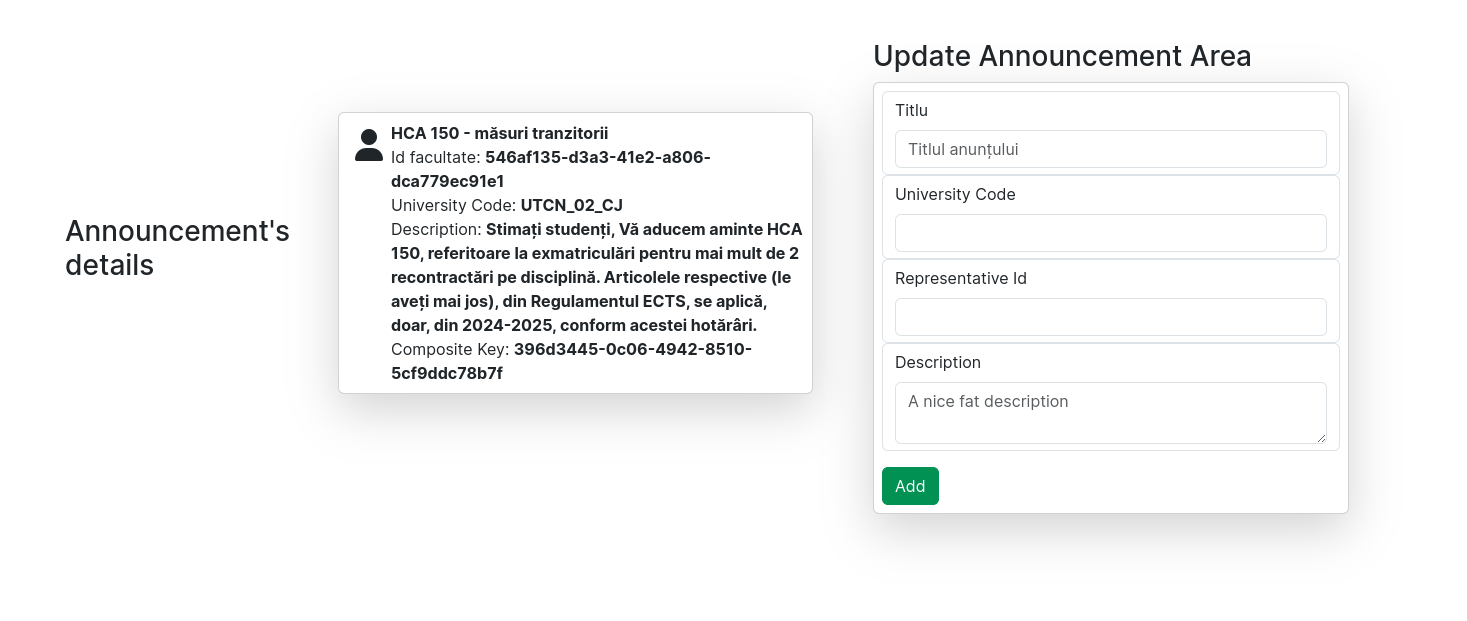 Announcement's
details
HCA 150 - măsuri tranzitorii
Id facultate: 546af135-d3a3-41e2-a806-
dca779ec91e1
University Code: UTCN_02_CJ
Description: Stimați studenți, Vă aducem aminte HCA
150, referitoare la exmatriculări pentru mai mult de 2
recontractări pe disciplină. Articolele respective (le
aveți mai jos), din Regulamentul ECTS, se aplică,
doar, din 2024-2025, conform acestei hotărâri.
Composite Key: 396d3445-0c06-4942-8510-
5cf9ddc78b7f
Update Announcement Area
Titlu
Titlul anunțului
University Code
Representative Id
Description
A nice fat description
Add